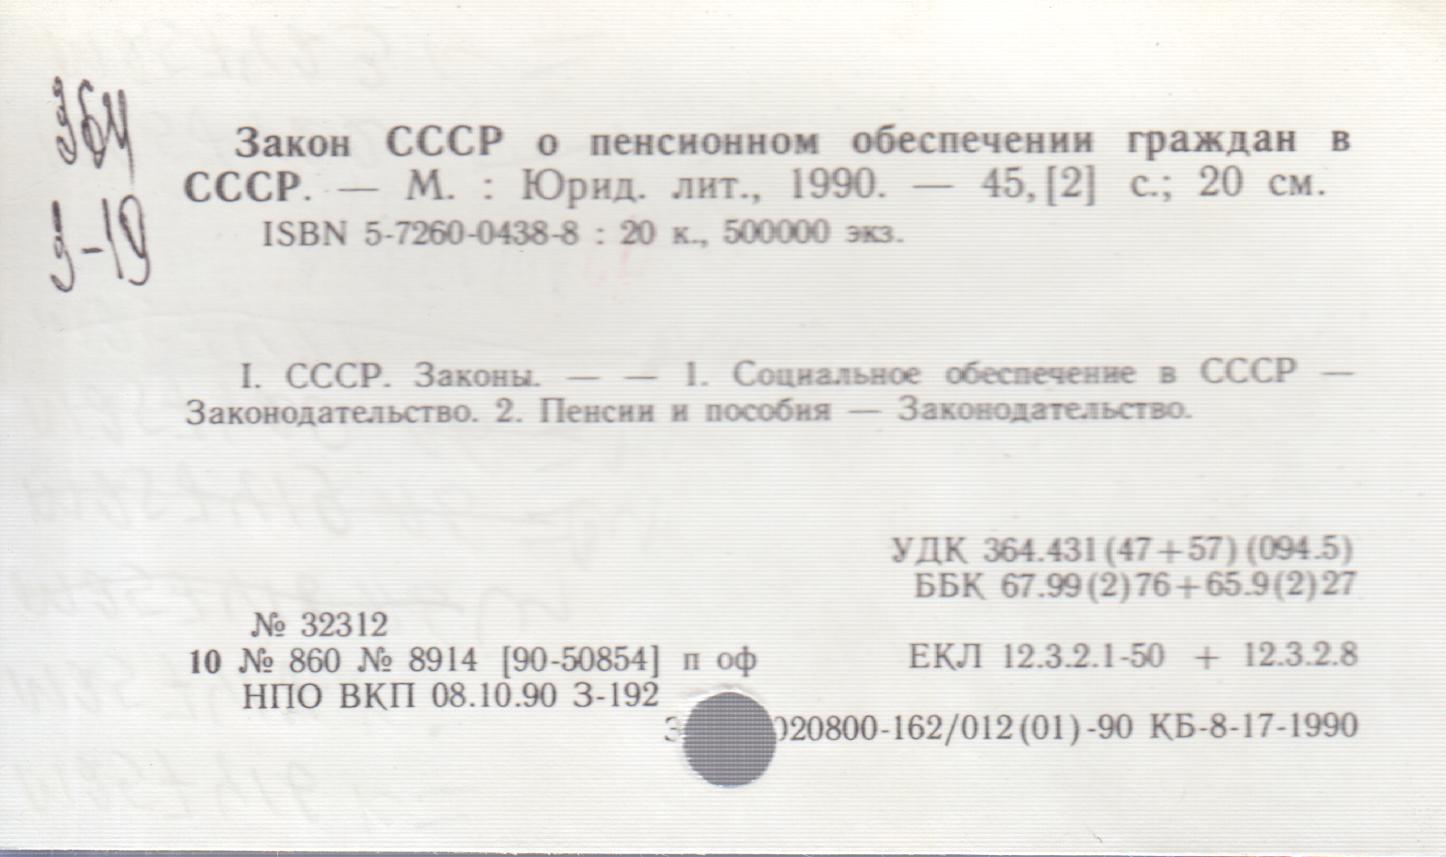 364
З-19
Закон СССР о пенсионном обеспечении граждан в
СССР. — М. : Юрид. лит., 1990. — 45, [2] с.; 20 см.
ISBN 5-7260-0438-8 : 20 к., 500000 экз.
I. СССР. Законы. — — 1. Социальное обеспечение в СССР —
Законодательство. 2. Пенсии и пособия — Законодательство.
УДК 364.431(47+57)(094.5)
ББК 67.99(2)76+65.9(2)27
№ 32312
10 № 860 № 8914 [90-50854] п оф
НПО ВКП 08.10.90 З-192
ЕКЛ 12.3.2.1-50 + 12.3.2.8
020800-162/012(01)-90 КБ-8-17-1990